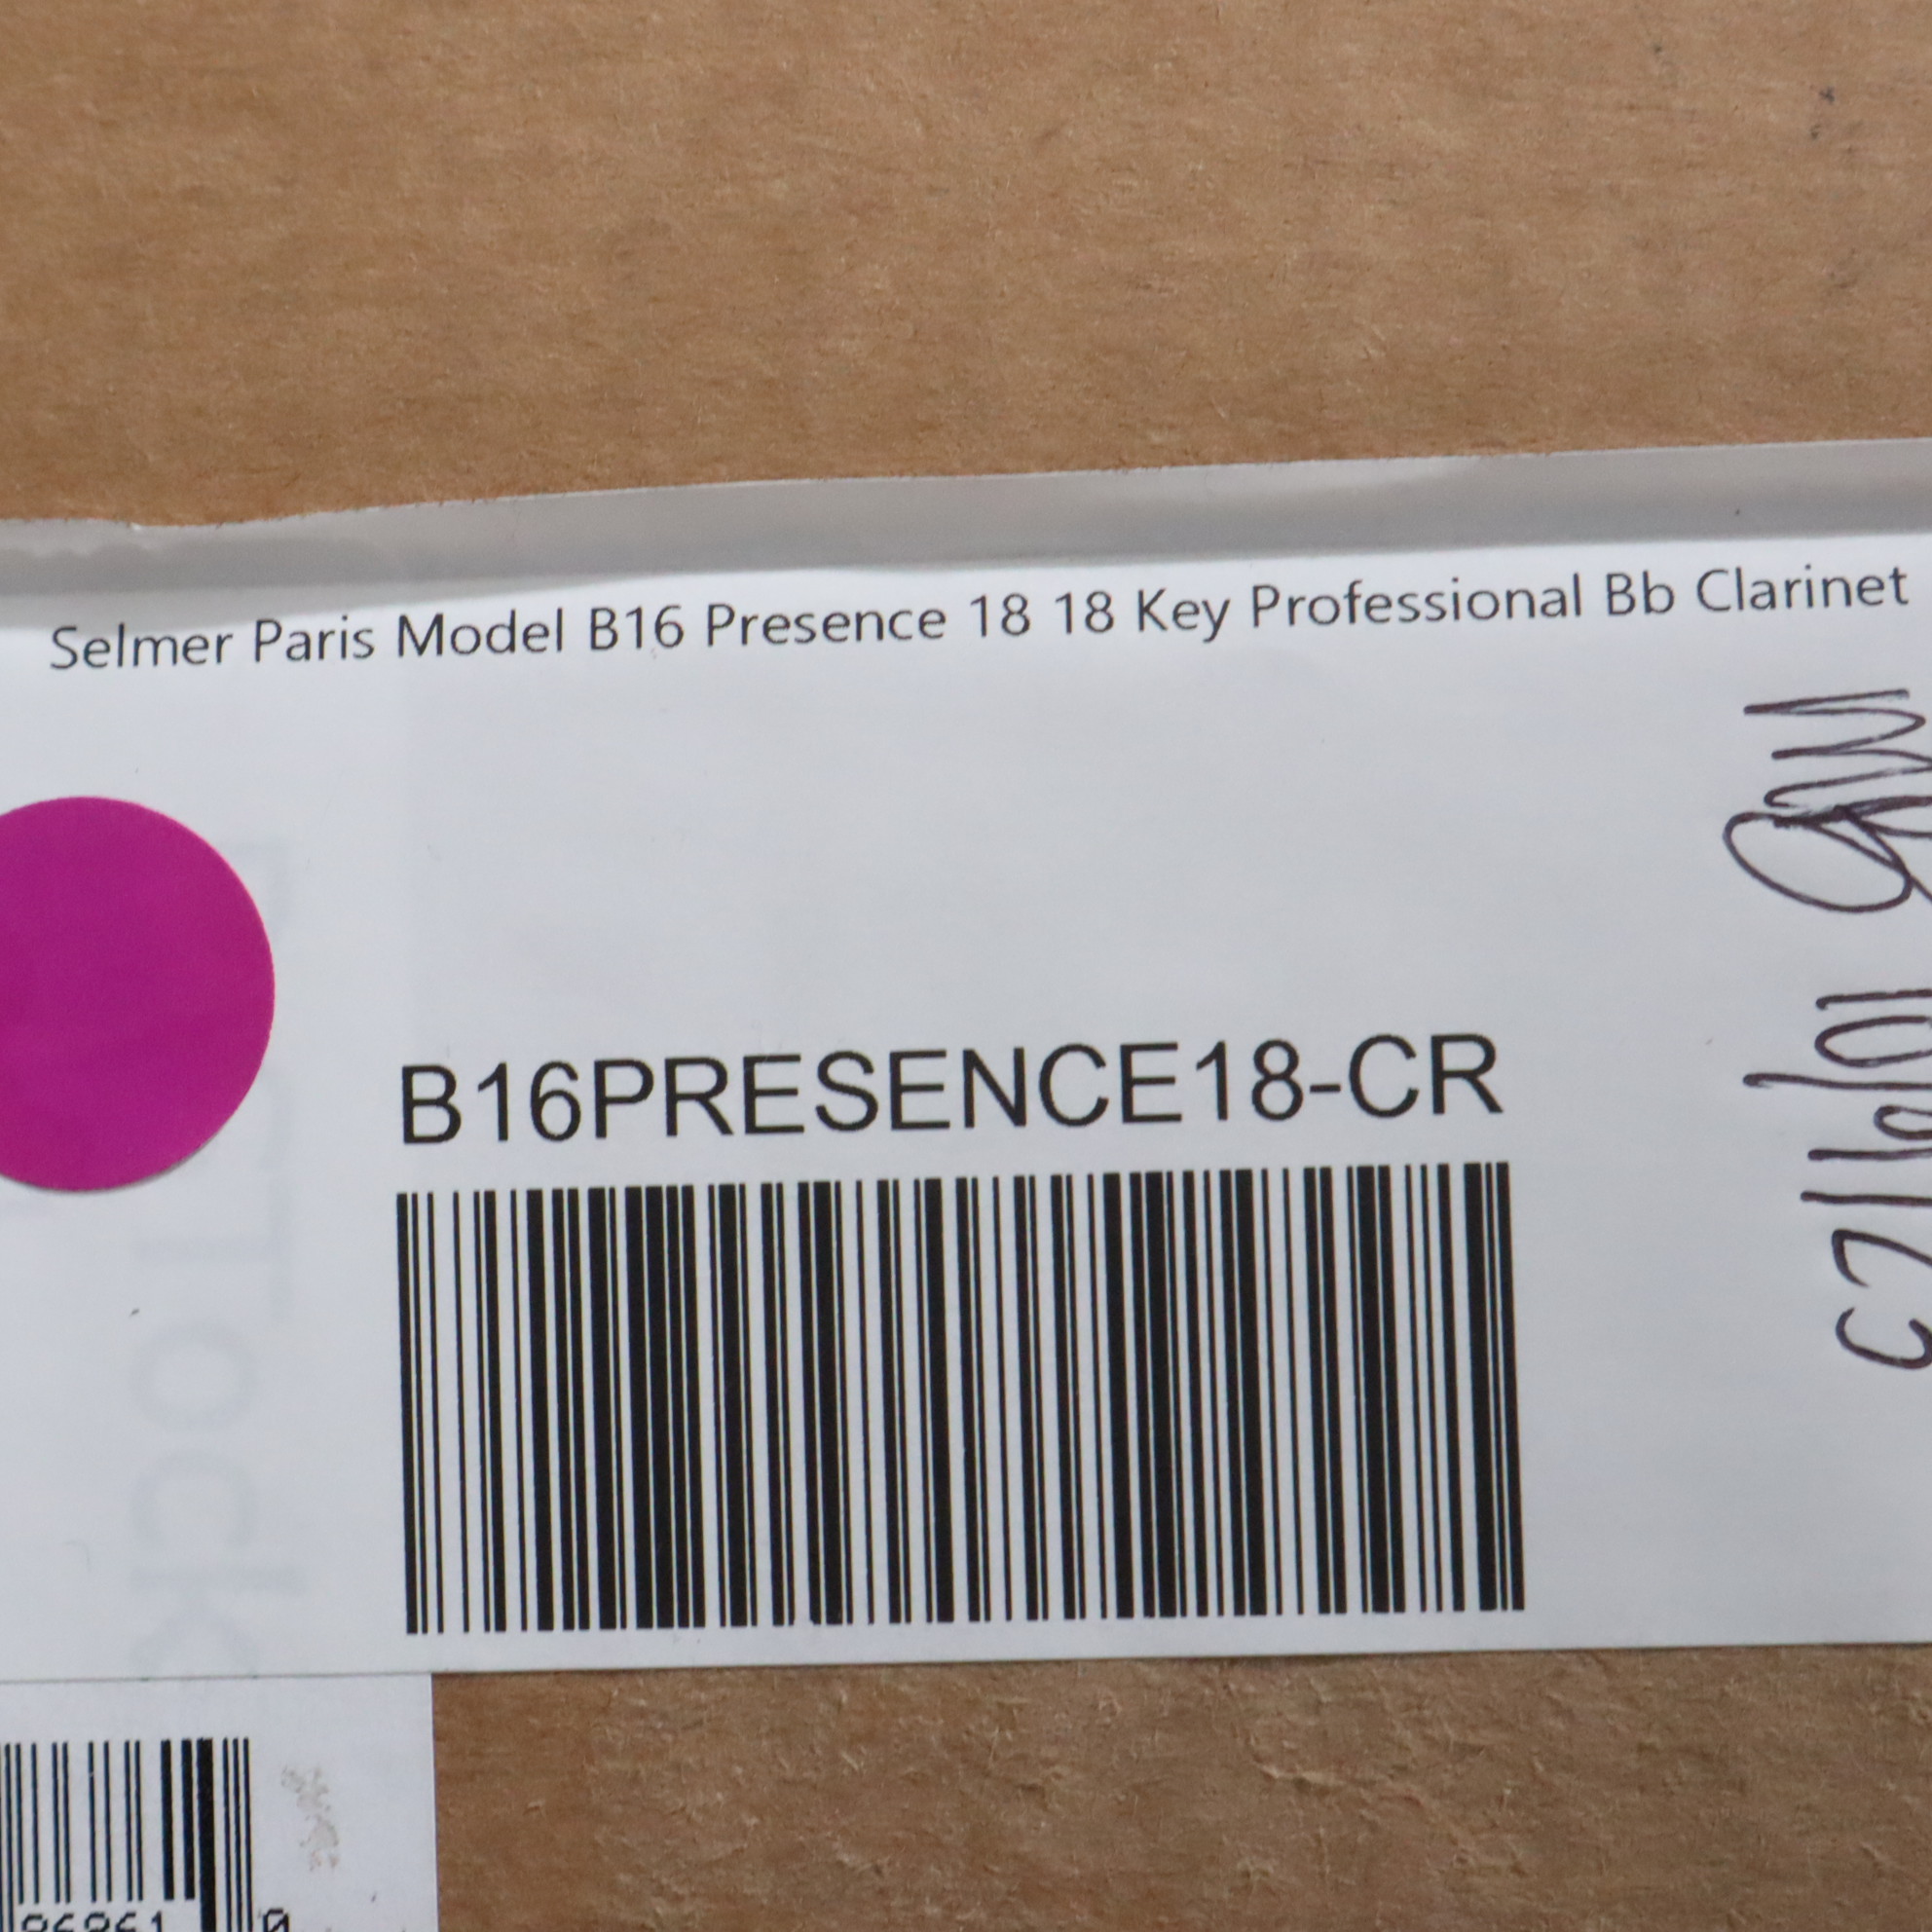 Selmer Paris Model B16 Presence 18 18 Key Professional Bb Clarinet
B16PRESENCE18-CR